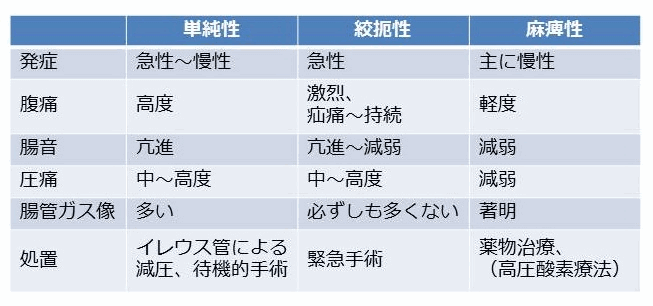 単純性 絞扼性 麻痺性
発症 急性～慢性 急性 主に慢性
腹痛 高度 激烈、
疝痛～持続 軽度
腸音 亢進 亢進～減弱 減弱
圧痛 中～高度 中～高度 減弱
腸管ガス像 多い 必ずしも多くない 著明
処置 イレウス管による
減圧、待機的手術 緊急手術 薬物治療、
（高圧酸素療法）